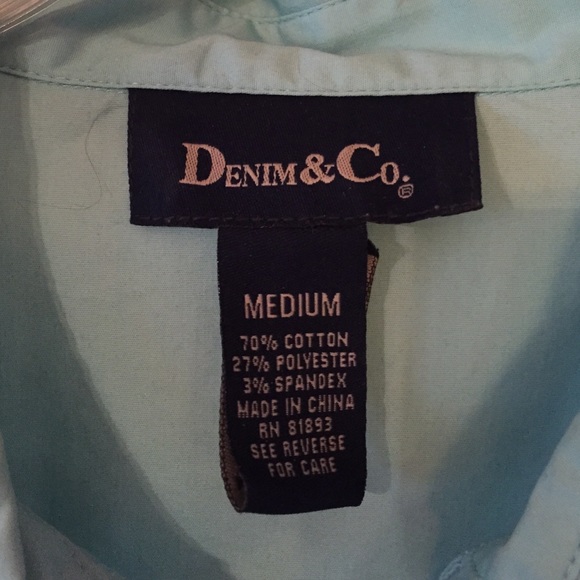 DENIM & CO.®
MEDIUM
70% COTTON
27% POLYESTER
3% SPANDEX
MADE IN CHINA
RN 81893
SEE REVERSE
FOR CARE